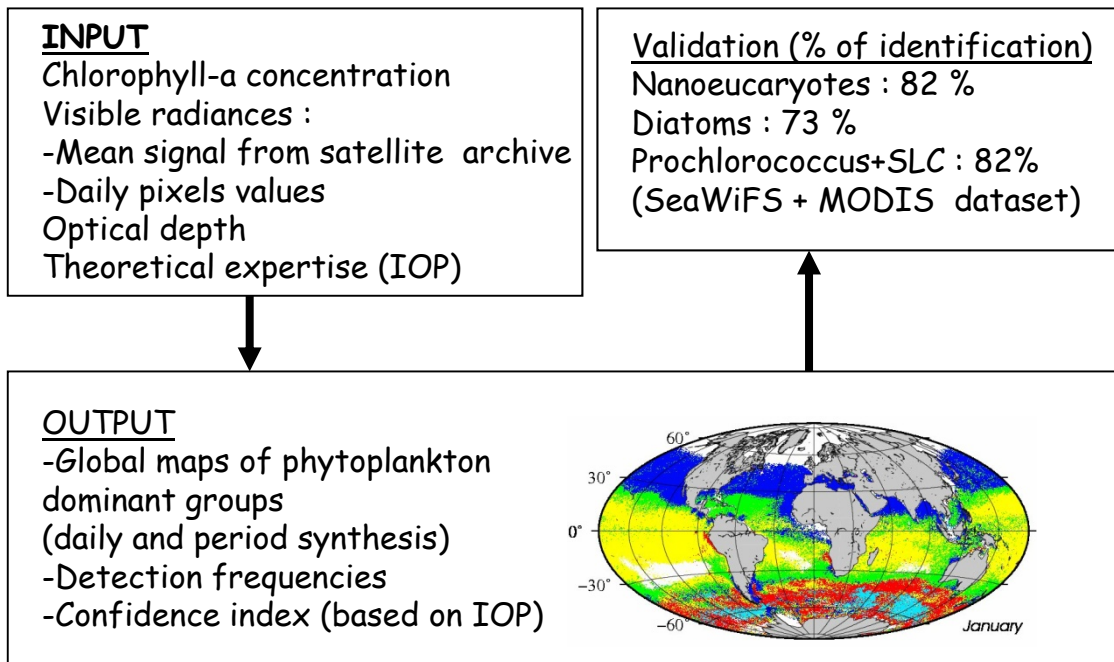 INPUT
Chlorophyll-a concentration
Visible radiances :
-Mean signal from satellite archive
-Daily pixels values
Optical depth
Theoretical expertise (IOP)
Validation (% of identification)
Nanoeucaryotes : 82 %
Diatoms : 73 %
Prochlorococcus+SLC : 82%
(SeaWiFS + MODIS dataset)
OUTPUT
-Global maps of phytoplankton
dominant groups
(daily and period synthesis)
-Detection frequencies
-Confidence index (based on IOP)
60°
30°
0°
-30°
-60°
January